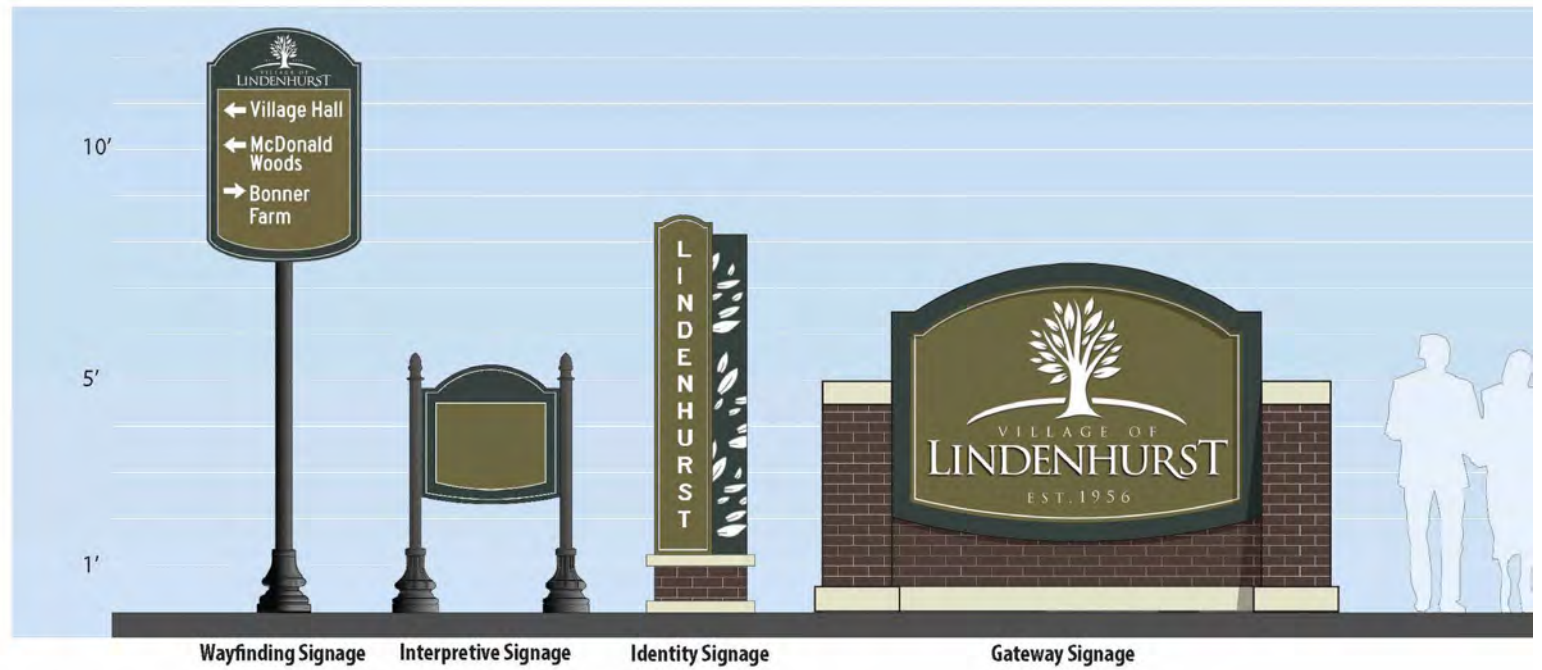 VILLAGE OF
LINDENHURST
← Village Hall
← McDonald
Woods
→ Bonner
Farm
10'
5'
1'
LINDENHURST
VILLAGE OF
LINDENHURST
EST. 1956
Wayfinding Signage
Interpretive Signage
Identity Signage
Gateway Signage